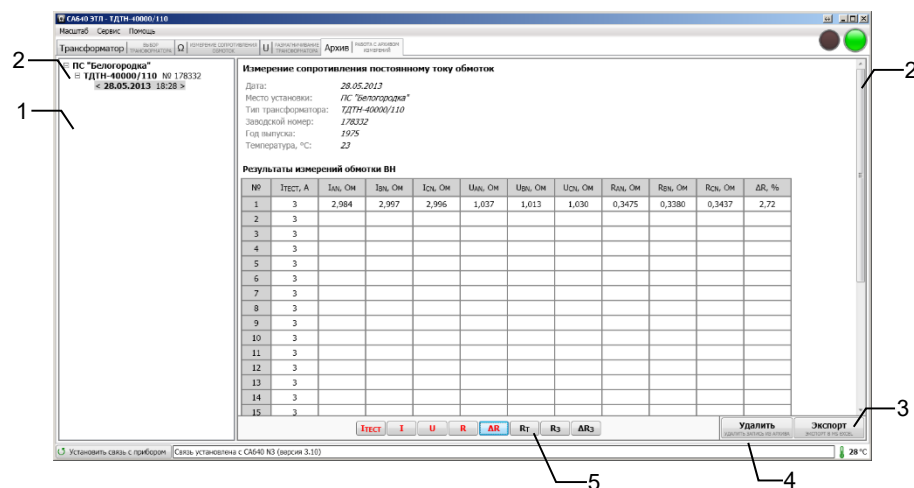 СА640 ЭТЛ - ТДТН-40000/110
Масштаб Сервис Помощь
Трансформатор ВЫБОР ТРАНСФОРМАТОРА Ω ИЗМЕРЕНИЕ СОПРОТИВЛЕНИЯ ОБМОТОК U РАЗМАГНИЧИВАНИЕ ТРАНСФОРМАТОРА Архив РАБОТА С АРХИВОМ ИЗМЕРЕНИЙ
2
1
ПС "Белогородка"
ТДТН-40000/110 № 178332
< 28.05.2013 18:28 >
Измерение сопротивления постоянному току обмоток
Дата: 28.05.2013
Место установки: ПС "Белогородка"
Тип трансформатора: ТДТН-40000/110
Заводской номер: 178332
Год выпуска: 1975
Температура, °C: 23
2
Результаты измерений обмотки ВН
№ IТЕСТ, А IAN, Ом IBN, Ом ICN, Ом UAN, Ом UBN, Ом UCN, Ом RAN, Ом RBN, Ом RCN, Ом ΔR, %
1 3 2,984 2,997 2,996 1,037 1,013 1,030 0,3475 0,3380 0,3437 2,72
2 3
3 3
4 3
5 3
6 3
7 3
8 3
9 3
10 3
11 3
12 3
13 3
14 3
15 3
IТЕСТ I U R ΔR RТ RЗ ΔRЗ
Удалить
УДАЛИТЬ ЗАПИСЬ ИЗ АРХИВА
Экспорт
ЭКСПОРТ В MS EXCEL
3
Установить связь с прибором Связь установлена с СА640 N3 (версия 3.10) 28 °C
5
4